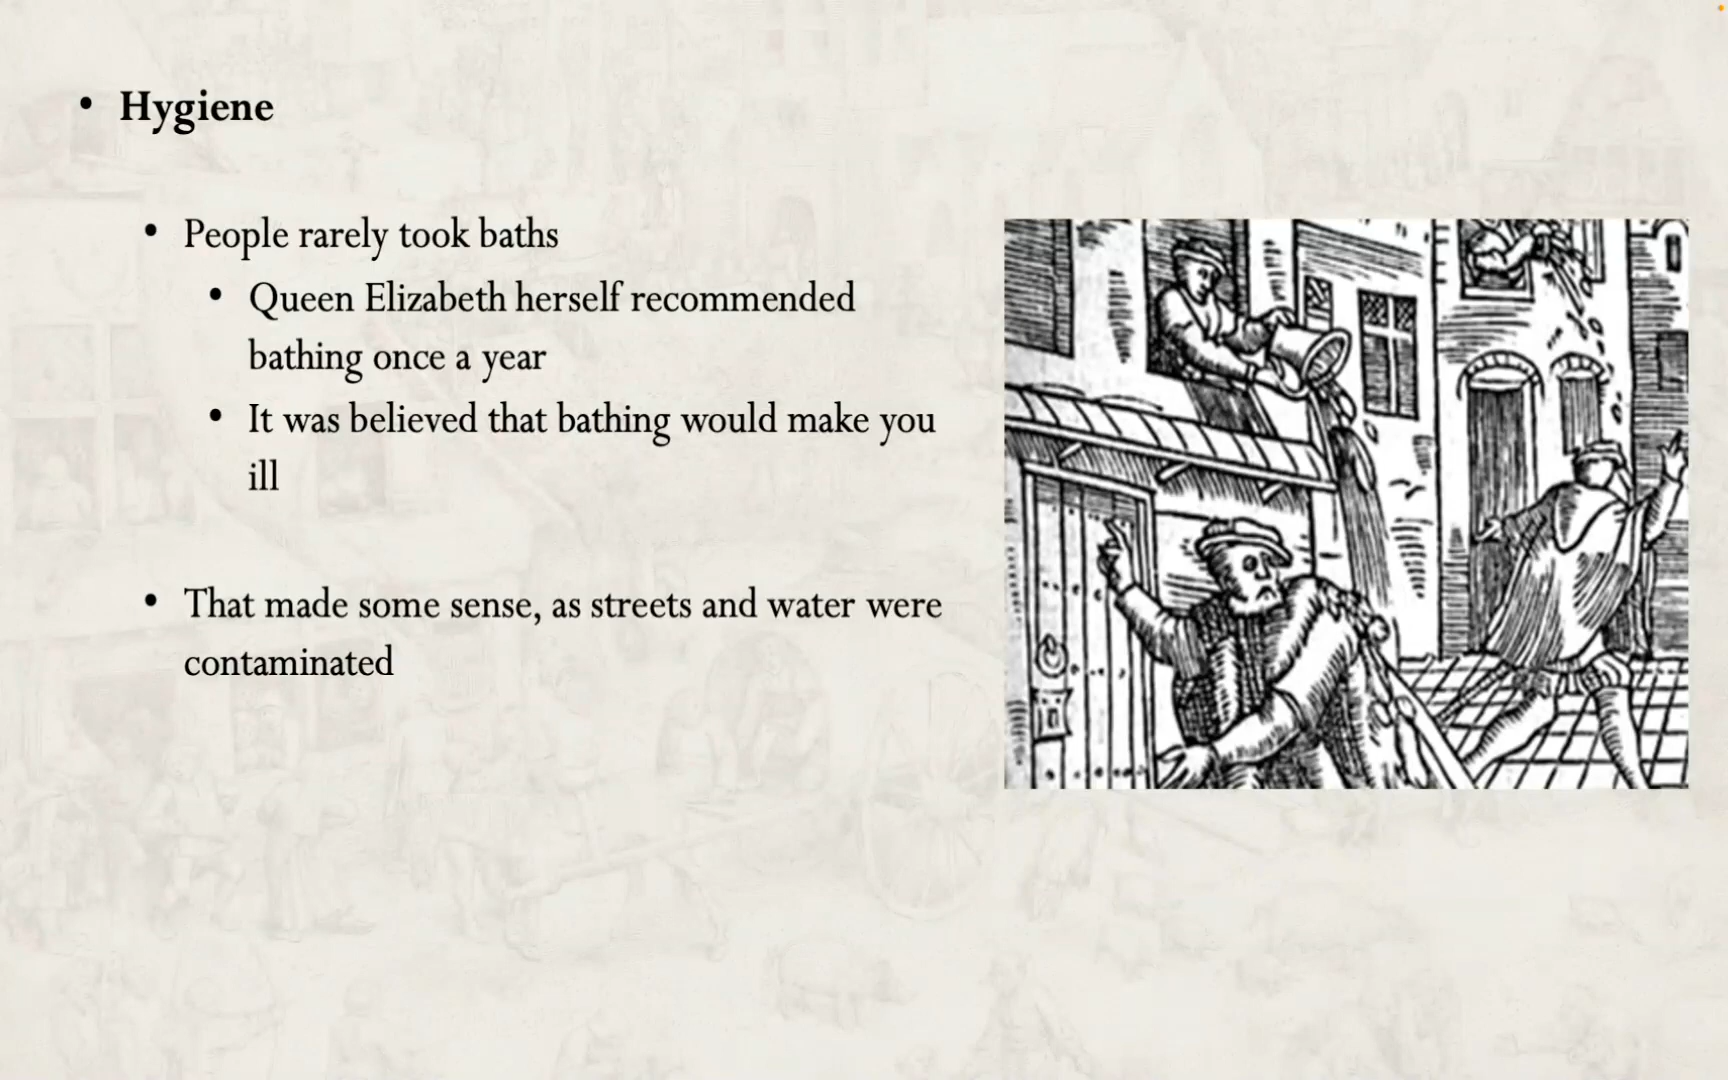 • Hygiene
• People rarely took baths
• Queen Elizabeth herself recommended
bathing once a year
• It was believed that bathing would make you
ill
• That made some sense, as streets and water were
contaminated